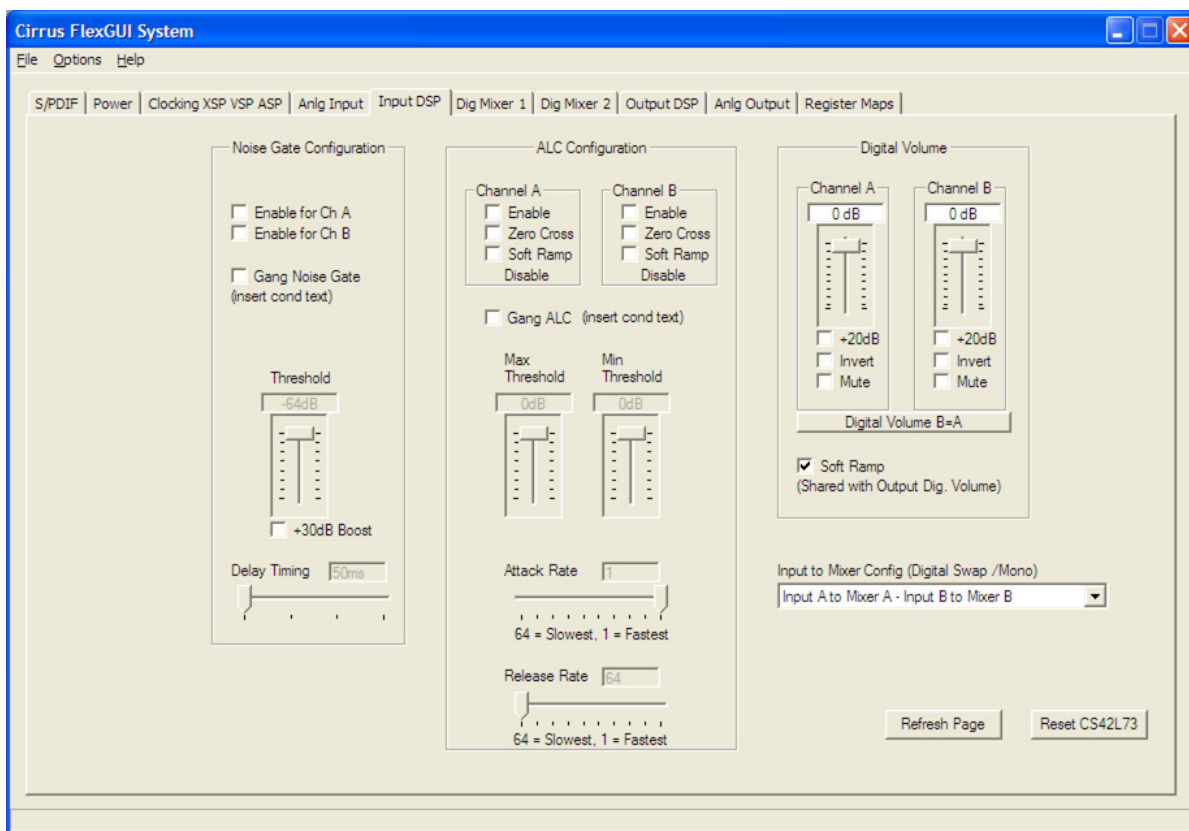 Cirrus FlexGUI System
File Options Help
S/PDIF Power Clocking XSP VSP ASP Anlg Input Input DSP Dig Mixer 1 Dig Mixer 2 Output DSP Anlg Output Register Maps
Noise Gate Configuration
Enable for Ch A
Enable for Ch B
Gang Noise Gate
(insert cond text)
Threshold
-64dB
+30dB Boost
Delay Timing 50ms
ALC Configuration
Channel A
Enable
Zero Cross
Soft Ramp
Disable
Channel B
Enable
Zero Cross
Soft Ramp
Disable
Gang ALC (insert cond text)
Max
Threshold
0dB
Min
Threshold
0dB
Attack Rate 1
64 = Slowest, 1 = Fastest
Release Rate 64
64 = Slowest, 1 = Fastest
Digital Volume
Channel A
0 dB
+20dB
Invert
Mute
Channel B
0 dB
+20dB
Invert
Mute
Digital Volume B=A
Soft Ramp
(Shared with Output Dig. Volume)
Input to Mixer Config (Digital Swap /Mono)
Input A to Mixer A - Input B to Mixer B
Refresh Page
Reset CS42L73